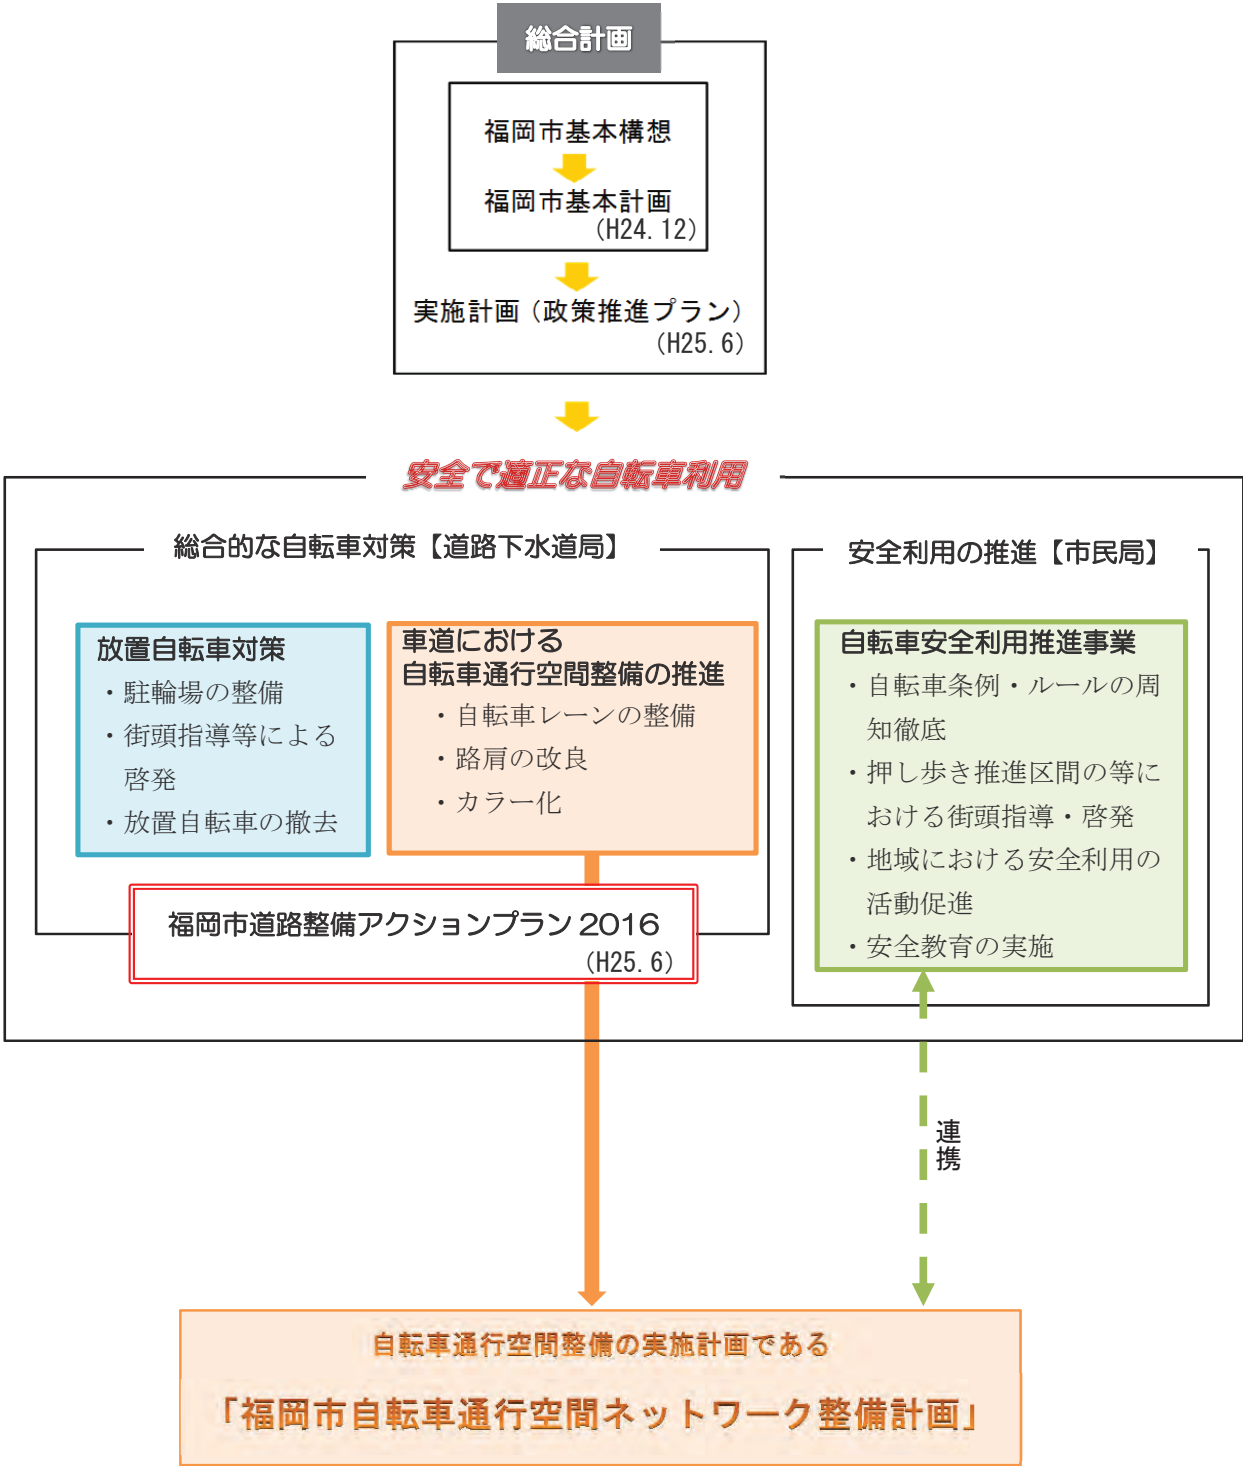 総合計画
福岡市基本構想
福岡市基本計画
(H24.12)
実施計画（政策推進プラン）
(H25.6)
安全で適正な自転車利用
総合的な自転車対策【道路下水道局】
放置自転車対策
・駐輪場の整備
・街頭指導等による
啓発
・放置自転車の撤去
車道における
自転車通行空間整備の推進
・自転車レーンの整備
・路肩の改良
・カラー化
福岡市道路整備アクションプラン2016
(H25.6)
安全利用の推進【市民局】
自転車安全利用推進事業
・自転車条例・ルールの周
知徹底
・押し歩き推進区間の等に
おける街頭指導・啓発
・地域における安全利用の
活動促進
・安全教育の実施
連携
自転車通行空間整備の実施計画である
「福岡市自転車通行空間ネットワーク整備計画」